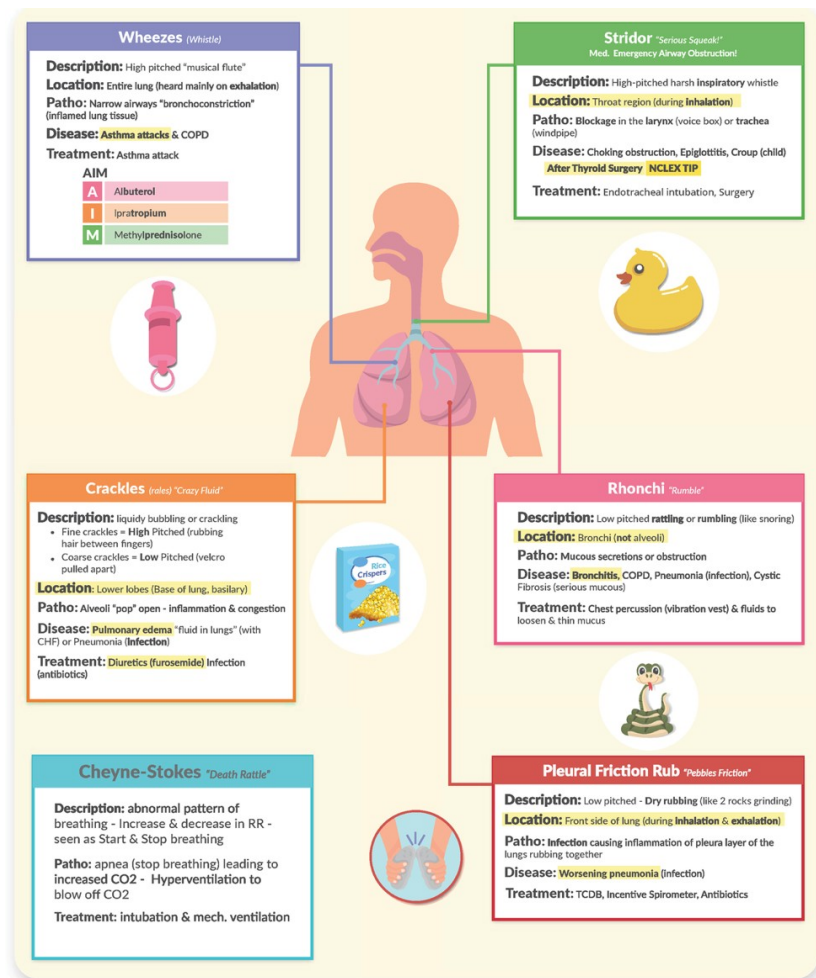 Wheezes (Whistle)
Description: High pitched “musical flute”
Location: Entire lung (heard mainly on exhalation)
Patho: Narrow airways “bronchoconstriction”
(inflamed lung tissue)
Disease: Asthma attacks & COPD
Treatment: Asthma attack
AIM
A Albuterol
I Ipratropium
M Methylprednisolone
Stridor “Serious Squeak!”
Med. Emergency Airway Obstruction!
Description: High-pitched harsh inspiratory whistle
Location: Throat region (during inhalation)
Patho: Blockage in the larynx (voice box) or trachea
(windpipe)
Disease: Choking obstruction, Epiglottitis, Croup (child)
After Thyroid Surgery NCLEX TIP
Treatment: Endotracheal intubation, Surgery
Crackles (rales) “Crazy Fluid”
Description: liquidy bubbling or crackling
• Fine crackles = High Pitched (rubbing
hair between fingers)
• Coarse crackles = Low Pitched (velcro
pulled apart)
Location: Lower lobes (Base of lung, basilary)
Patho: Alveoli “pop” open - inflammation & congestion
Disease: Pulmonary edema “fluid in lungs” (with
CHF) or Pneumonia (Infection)
Treatment: Diuretics (furosemide) Infection
(antibiotics)
Rice
Crispers
Rhonchi “Rumble”
Description: Low pitched rattling or rumbling (like snoring)
Location: Bronchi (not alveoli)
Patho: Mucous secretions or obstruction
Disease: Bronchitis, COPD, Pneumonia (infection), Cystic
Fibrosis (serious mucous)
Treatment: Chest percussion (vibration vest) & fluids to
loosen & thin mucus
Cheyne-Stokes “Death Rattle”
Description: abnormal pattern of
breathing - Increase & decrease in RR -
seen as Start & Stop breathing
Patho: apnea (stop breathing) leading to
increased CO2 - Hyperventilation to
blow off CO2
Treatment: intubation & mech. ventilation
Pleural Friction Rub “Pebbles Friction”
Description: Low pitched - Dry rubbing (like 2 rocks grinding)
Location: Front side of lung (during inhalation & exhalation)
Patho: Infection causing inflammation of pleura layer of the
lungs rubbing together
Disease: Worsening pneumonia (infection)
Treatment: TCDB, Incentive Spirometer, Antibiotics